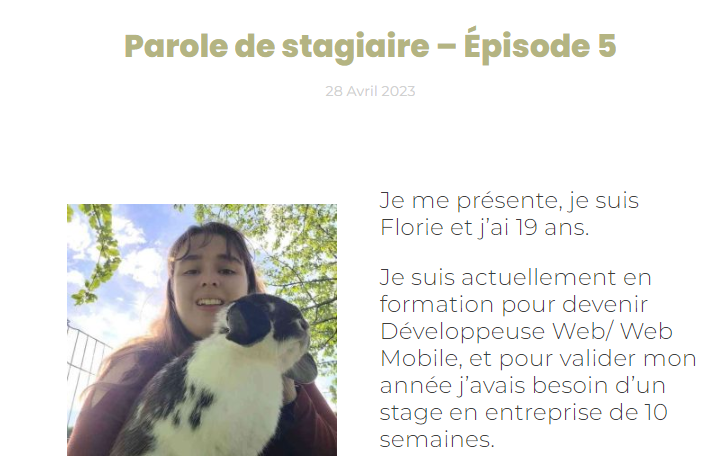 Parole de stagiaire – Épisode 5
28 Avril 2023
Je me présente, je suis
Florie et j’ai 19 ans.
Je suis actuellement en
formation pour devenir
Développeuse Web/ Web
Mobile, et pour valider mon
année j’avais besoin d’un
stage en entreprise de 10
semaines.